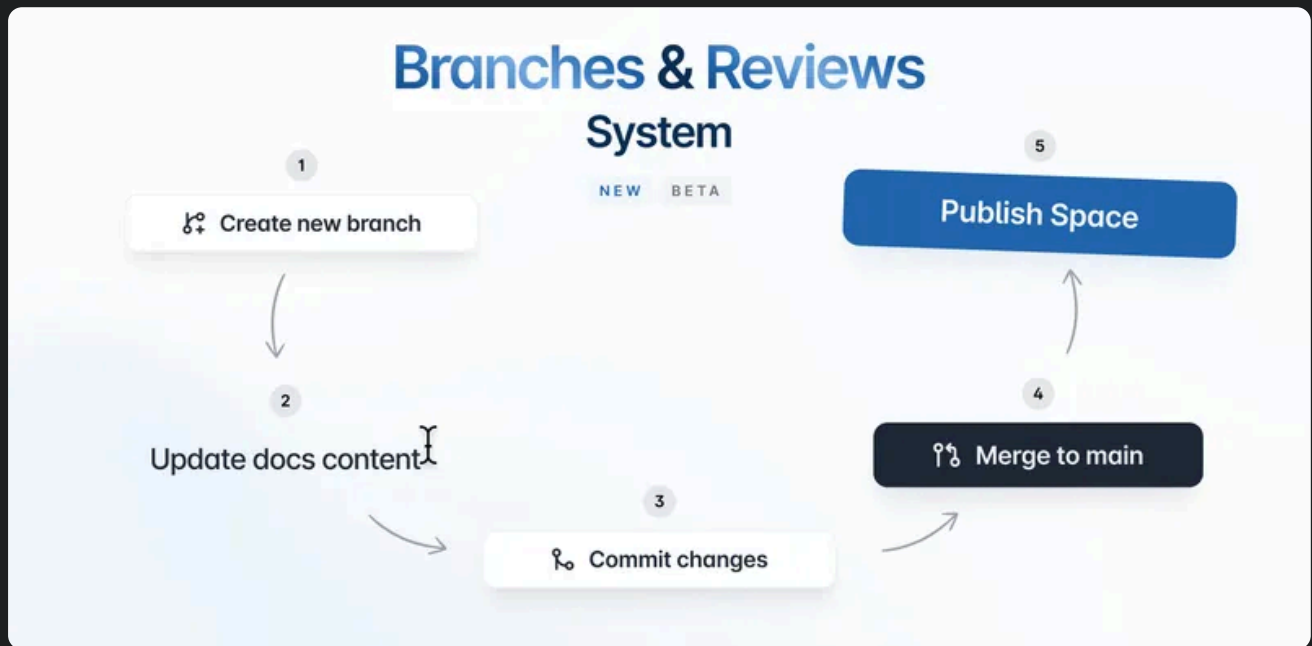 Branches & Reviews
System
NEW BETA
1
Create new branch
2
Update docs content
3
Commit changes
4
Merge to main
5
Publish Space